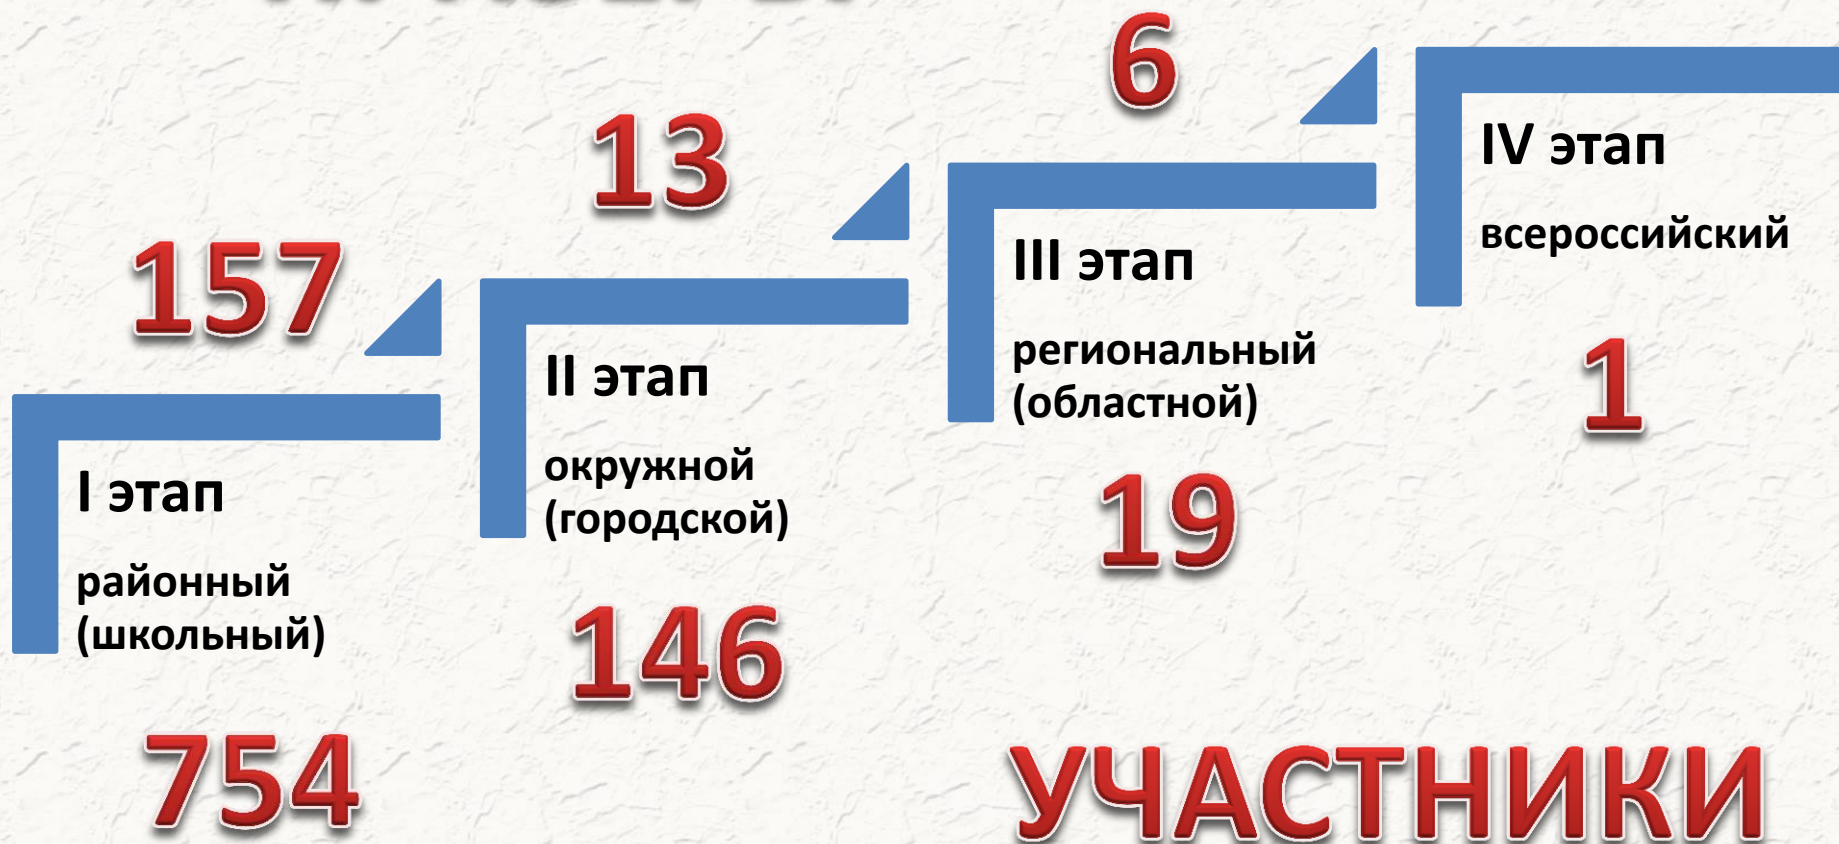 6
13
157
IV этап
всероссийский
1
III этап
региональный
(областной)
19
II этап
окружной
(городской)
146
I этап
районный
(школьный)
754
УЧАСТНИКИ